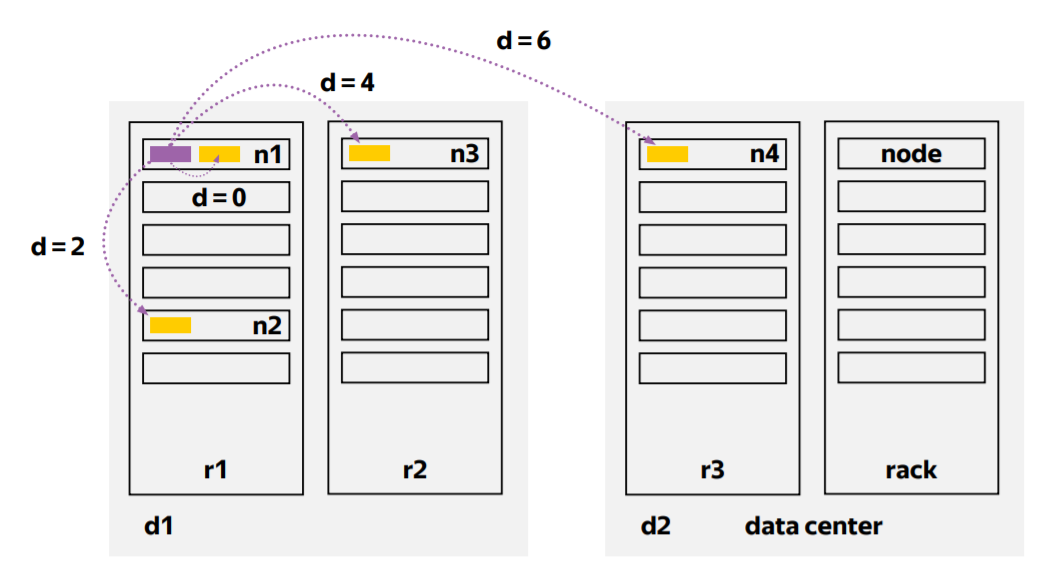 d = 6
d = 4
n1
n3
n4
node
d = 0
d = 2
n2
r1
r2
r3
rack
d1
d2
data center